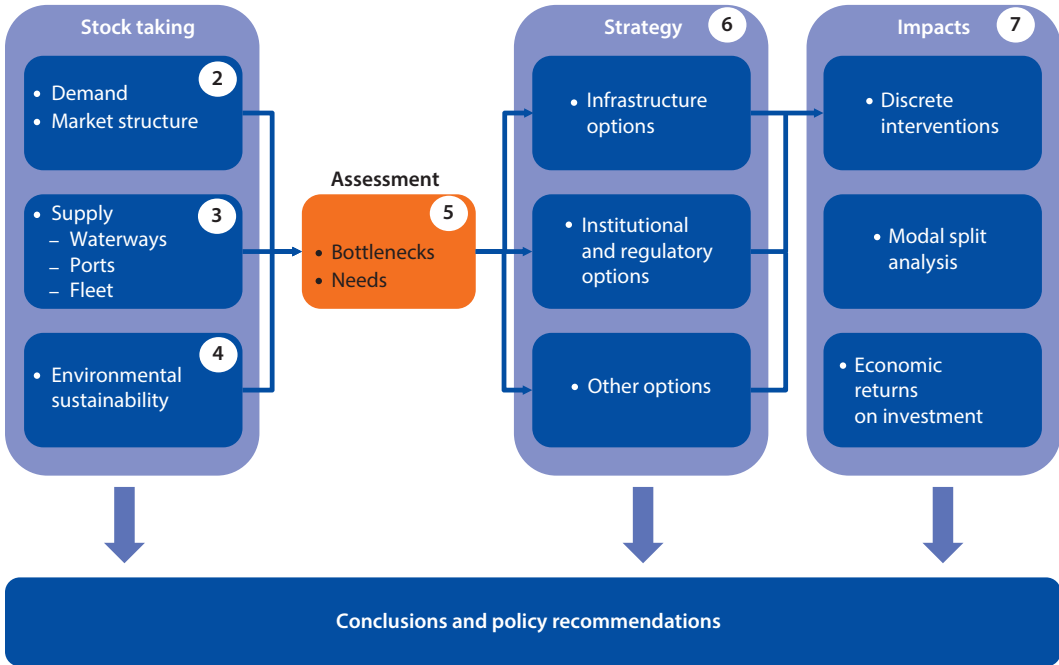 Stock taking
2
• Demand
• Market structure
3
• Supply
– Waterways
– Ports
– Fleet
4
• Environmental
sustainability
Assessment
5
• Bottlenecks
• Needs
Strategy
6
• Infrastructure
options
• Institutional
and regulatory
options
• Other options
Impacts
7
• Discrete
interventions
• Modal split
analysis
• Economic
returns
on investment
Conclusions and policy recommendations